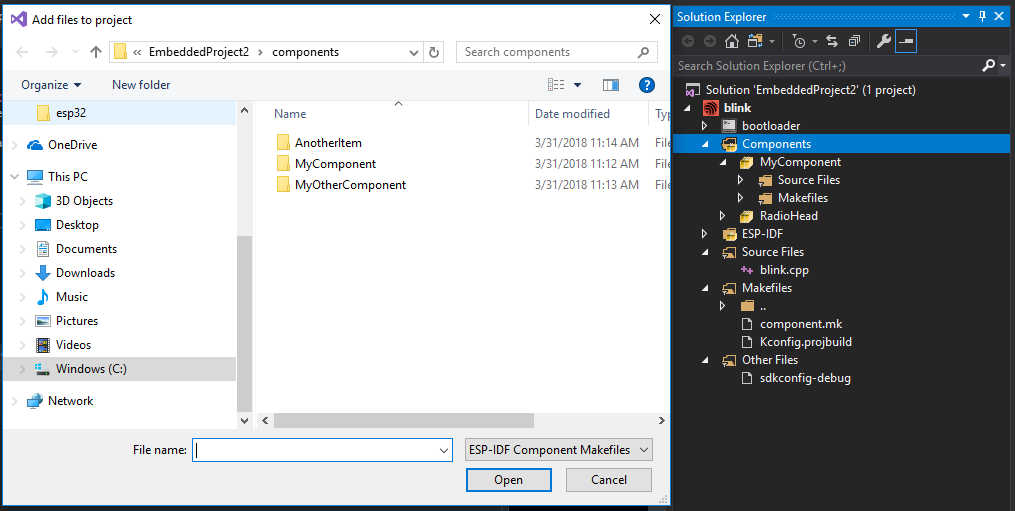 Add files to project
« EmbeddedProject2 › components
Search components
Organize
New folder
esp32
OneDrive
This PC
3D Objects
Desktop
Documents
Downloads
Music
Pictures
Videos
Windows (C:)
Network
Name Date modified Ty
AnotherItem 3/31/2018 11:14 AM File
MyComponent 3/31/2018 11:12 AM File
MyOtherComponent 3/31/2018 11:13 AM File
File name:
ESP-IDF Component Makefiles
Open
Cancel
Solution Explorer
Search Solution Explorer (Ctrl+;)
Solution 'EmbeddedProject2' (1 project)
blink
bootloader
Components
MyComponent
Source Files
Makefiles
RadioHead
ESP-IDF
Source Files
blink.cpp
Makefiles
..
component.mk
Kconfig.projbuild
Other Files
sdkconfig-debug